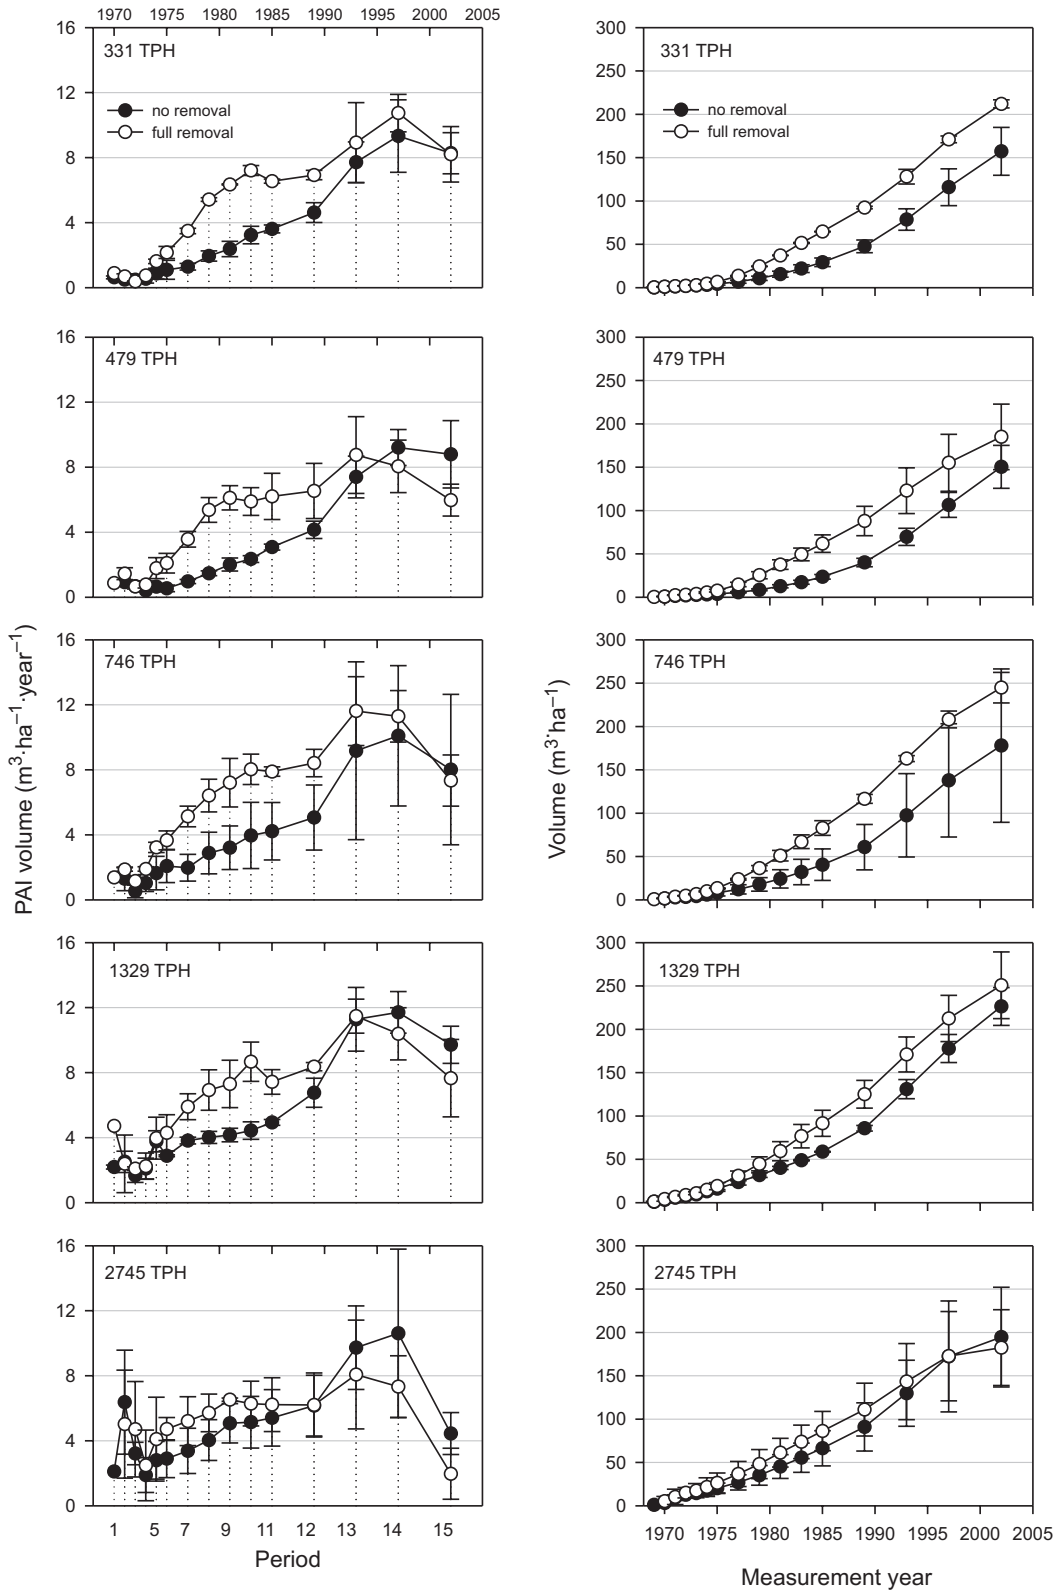 1970 1975 1980 1985 1990 1995 2000 2005
16
12
8
4
0
331 TPH
no removal
full removal
300
250
200
150
100
50
0
331 TPH
no removal
full removal
16
12
8
4
0
479 TPH
300
250
200
150
100
50
0
479 TPH
PAI volume (m³·ha⁻¹·year⁻¹)
16
12
8
4
0
746 TPH
Volume (m³·ha⁻¹)
300
250
200
150
100
50
0
746 TPH
16
12
8
4
0
1329 TPH
300
250
200
150
100
50
0
1329 TPH
16
12
8
4
0
2745 TPH
1 5 7 9 11 12 13 14 15
Period
300
250
200
150
100
50
0
2745 TPH
1970 1975 1980 1985 1990 1995 2000 2005
Measurement year